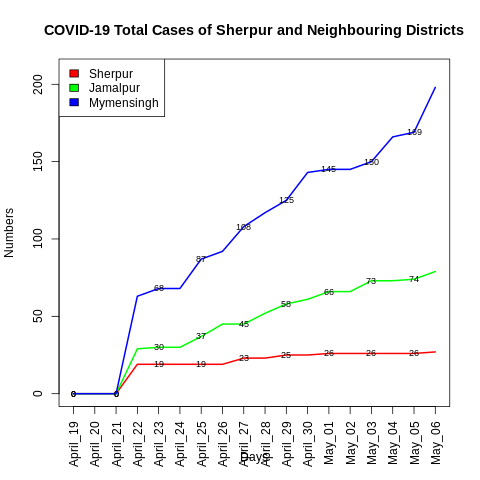 COVID-19 Total Cases of Sherpur and Neighbouring Districts
Sherpur
Jamalpur
Mymensingh
Numbers
200
150
100
50
0
0 0 68 87 108 125 145 150 169
30 37 45 58 66 73 74
19 19 23 25 26 26 26
April_19
April_20
April_21
April_22
April_23
April_24
April_25
April_26
April_27
April_28
April_29
April_30
May_01
May_02
May_03
May_04
May_05
May_06
Days